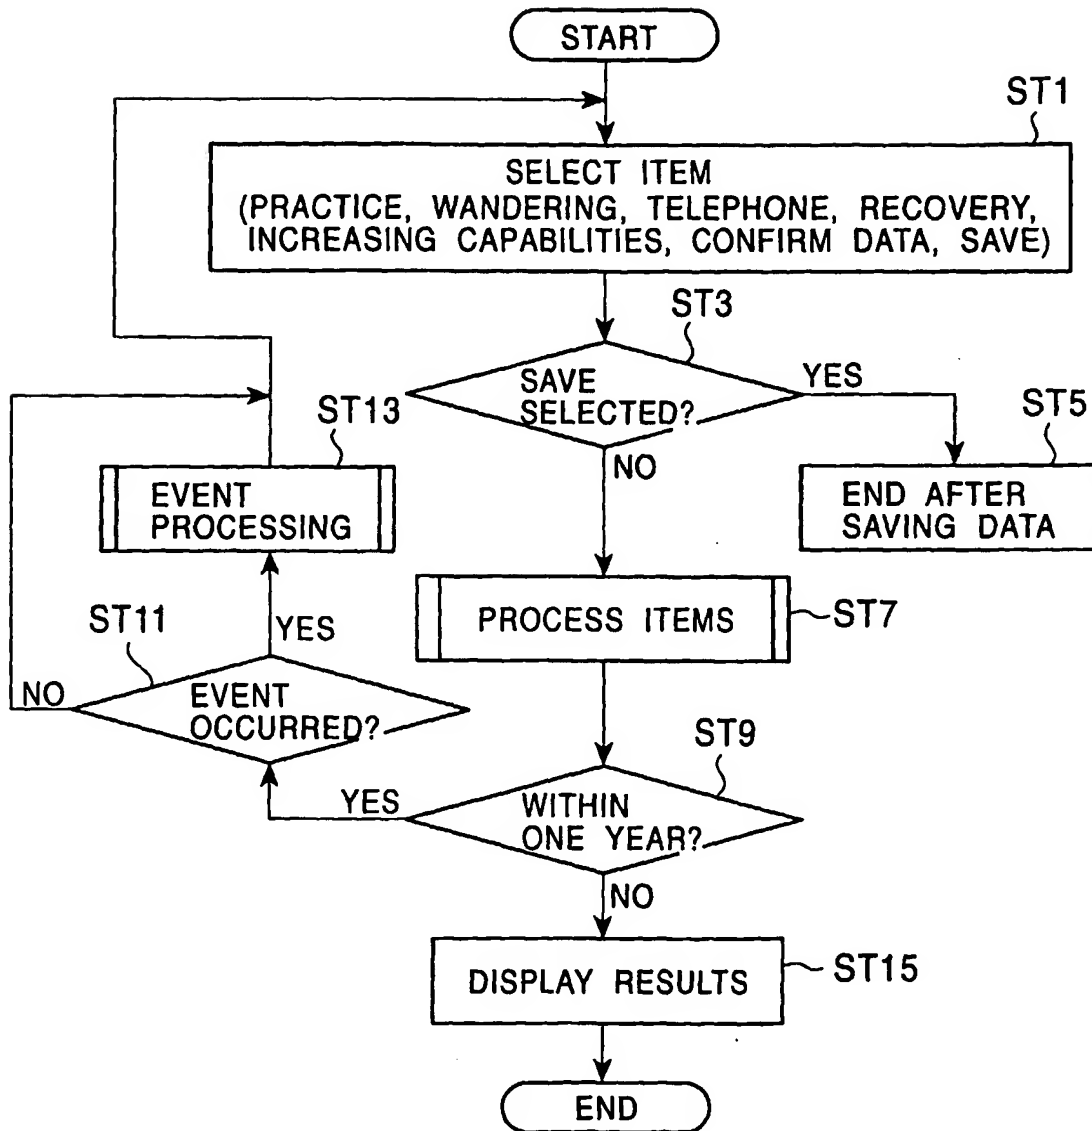 START
ST1
SELECT ITEM
(PRACTICE, WANDERING, TELEPHONE, RECOVERY,
INCREASING CAPABILITIES, CONFIRM DATA, SAVE)
ST3
SAVE
SELECTED?
YES
NO
ST5
END AFTER
SAVING DATA
ST13
EVENT
PROCESSING
PROCESS ITEMS
ST7
ST11
YES
NO
EVENT
OCCURRED?
ST9
YES
WITHIN
ONE YEAR?
NO
DISPLAY RESULTS
ST15
END